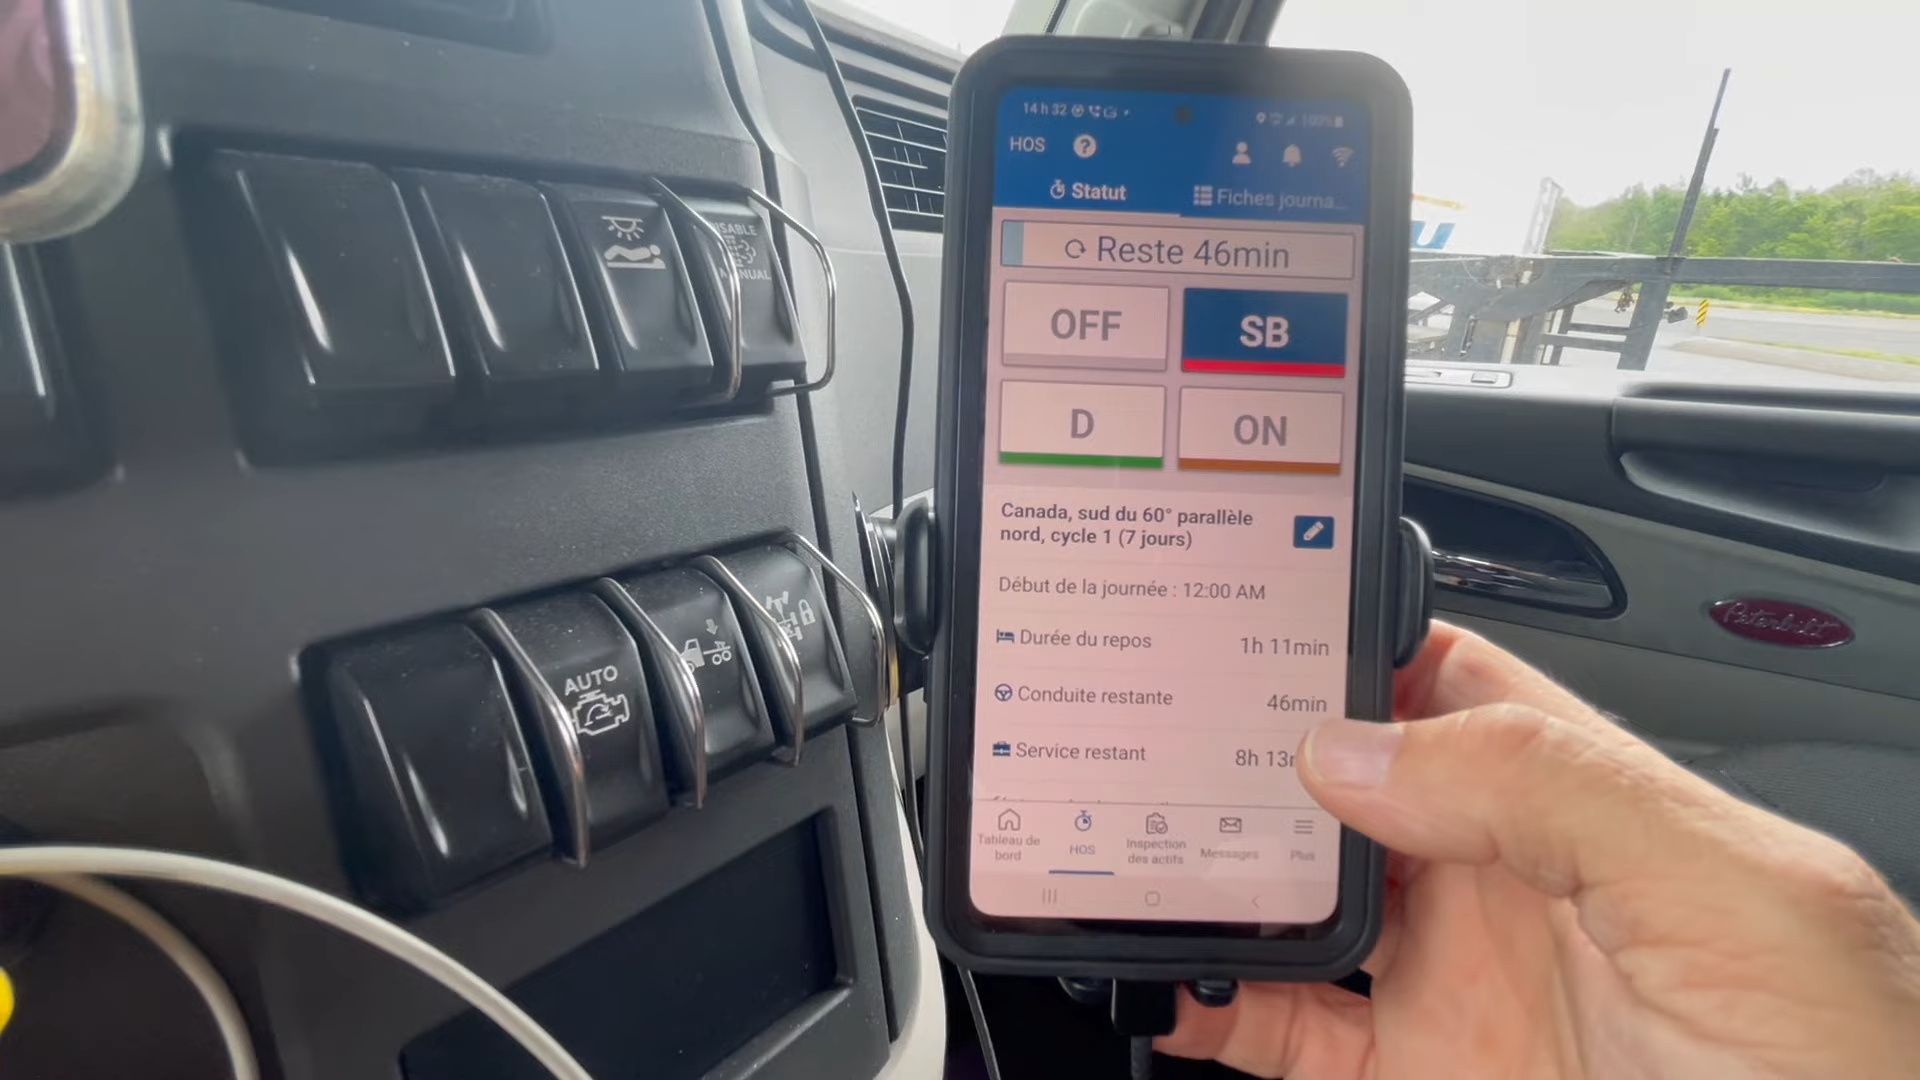 14 h 32
100%
HOS
?
Statut
Fiches journa...
Reste 46min
OFF
SB
D
ON
Canada, sud du 60° parallèle
nord, cycle 1 (7 jours)
Début de la journée : 12:00 AM
Durée du repos
1h 11min
Conduite restante
46min
Service restant
8h 13
Tableau de
bord
HOS
Inspection
des actifs
Messages
Plus
AUTO
Peterbilt